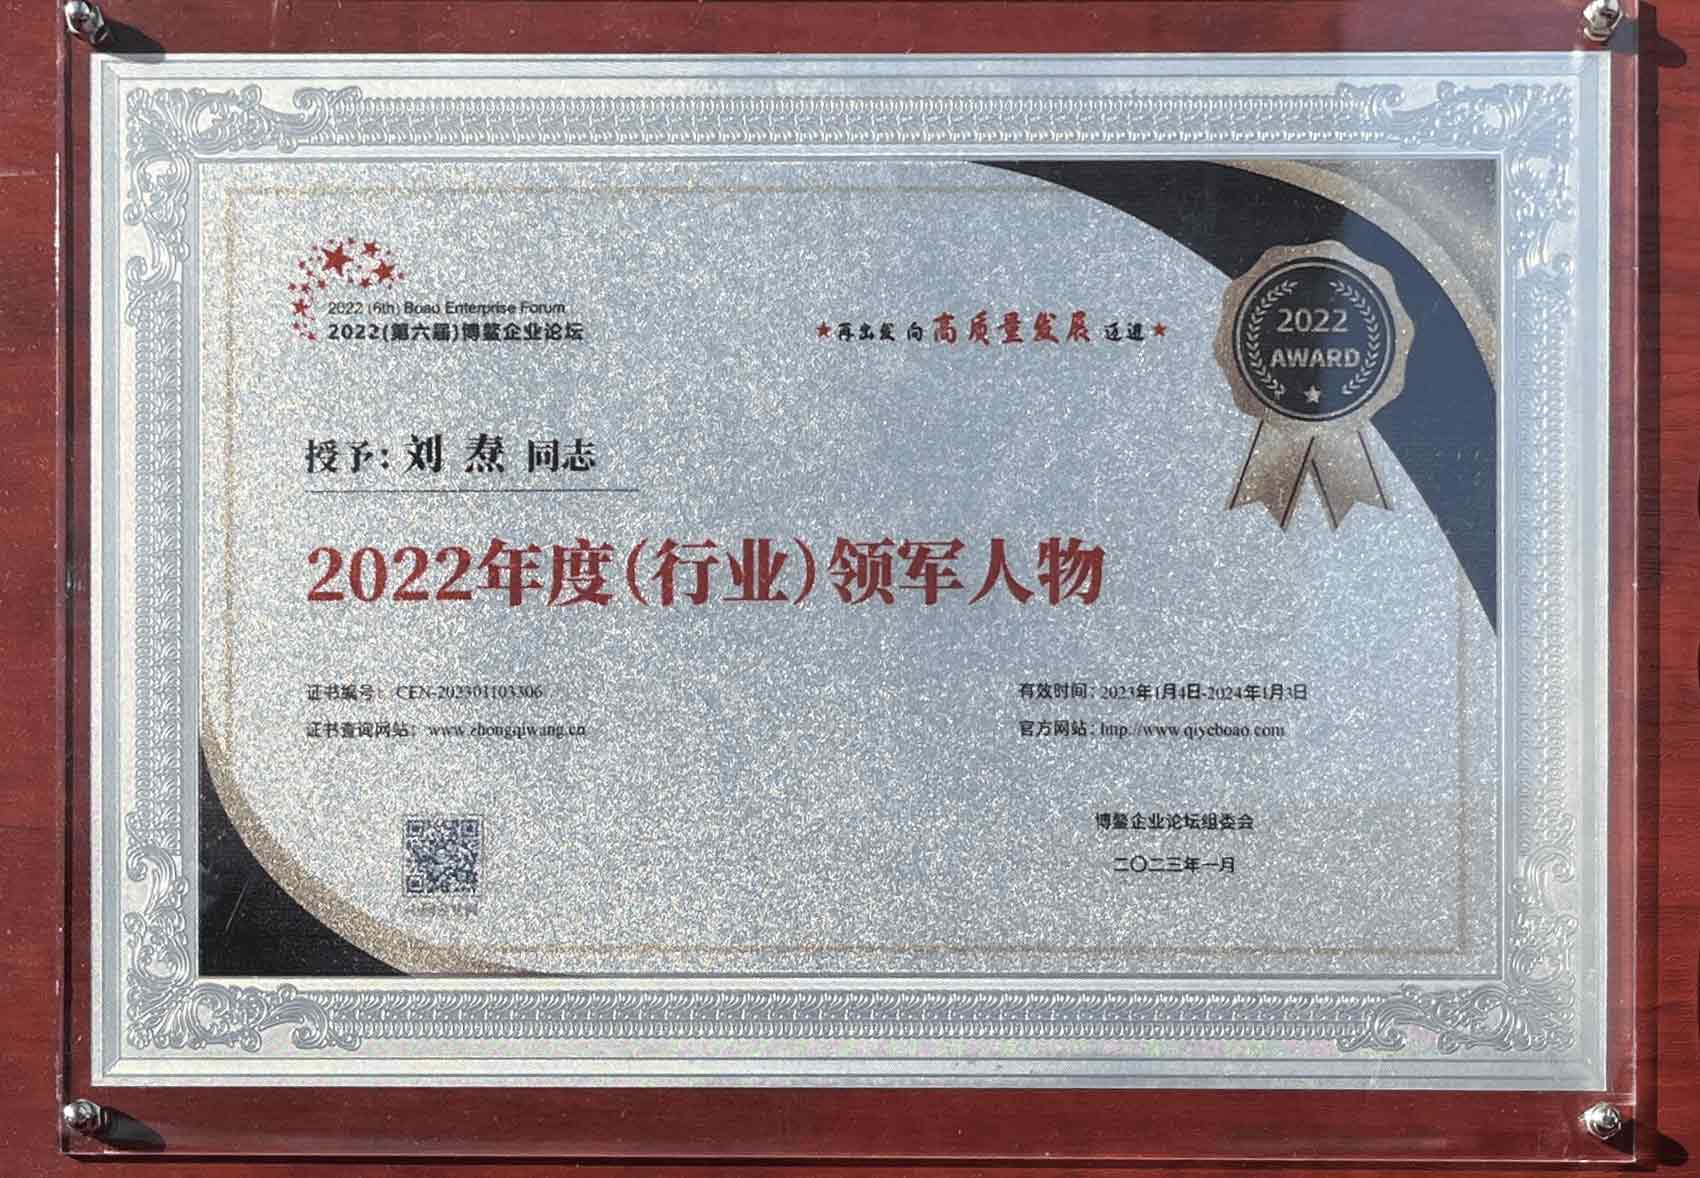 2022 (6th) Boao Enterprise Forum
2022(第六届)博鳌企业论坛
★再出发 向高质量发展迈进★
2022
AWARD
授予: 刘 焘 同志
2022年度(行业)领军人物
证书编号: CEN-202301103306
有效时间: 2023年1月4日-2024年1月3日
证书查询网站: www.zhongqiwang.cn
官方网站: http://www.qiyeboao.com
博鳌企业论坛组委会
二〇二三年一月